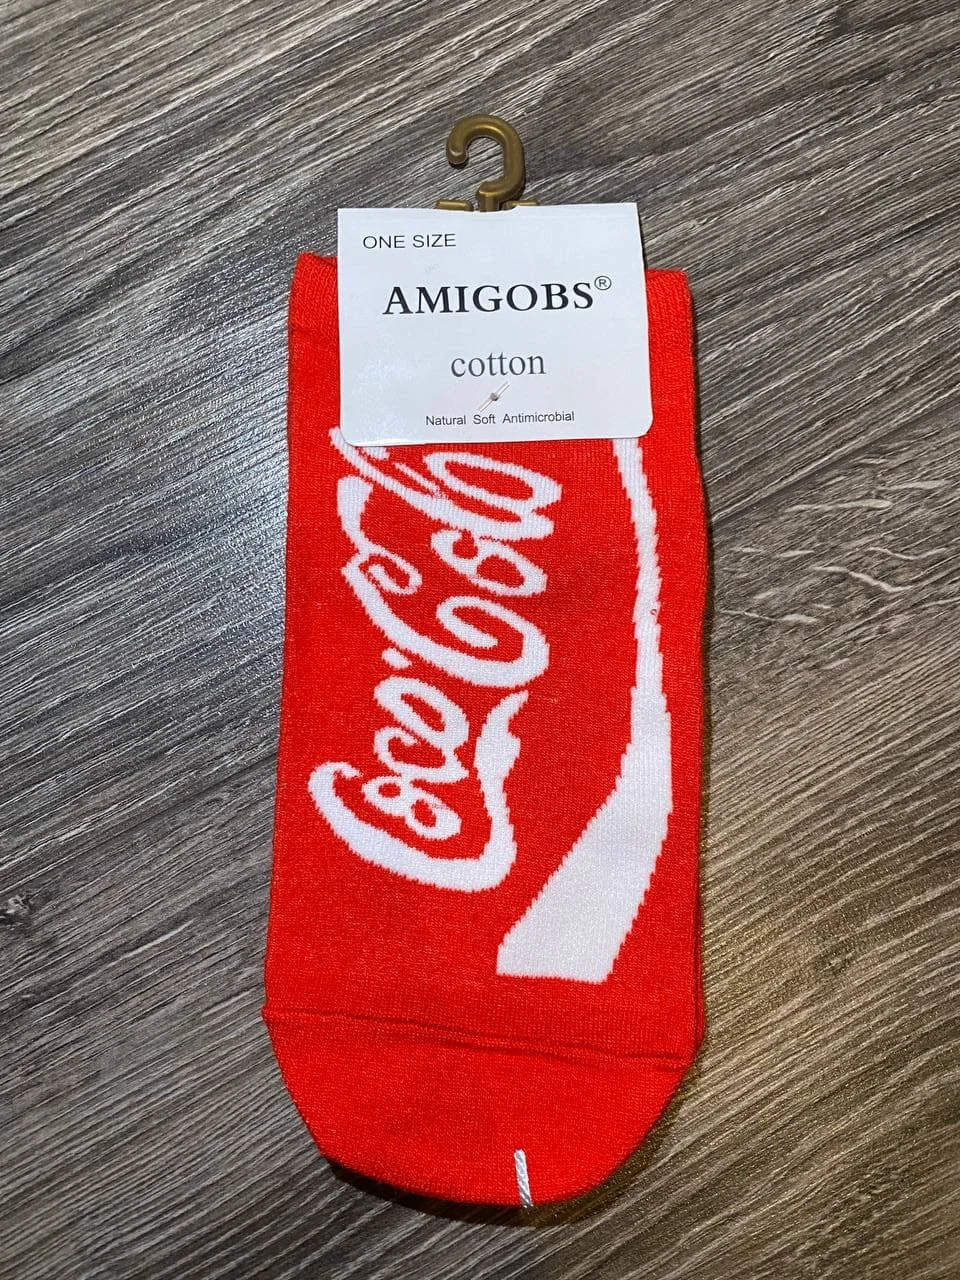 ONE SIZE
AMIGOBS®
cotton
Natural Soft Antimicrobial
Coca-Cola